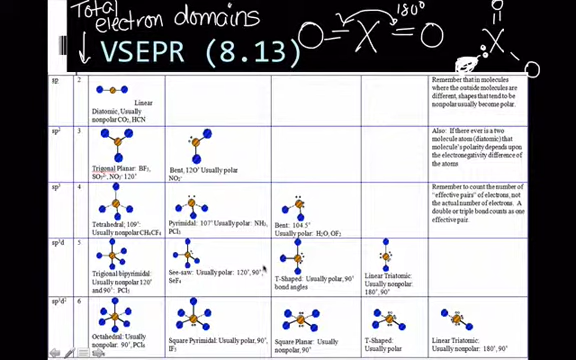 Total
electron domains
180°
O = X = O
O
X
O
VSEPR (8.13)
sp
2
Linear
Diatomic, Usually
nonpolar CO2, HCN
Remember that in molecules
where the outside molecules
are different, shapes that tend to be
nonpolar usually become polar.
sp2
3
Trigonal Planar: BF3,
120°
Bent, 120° Usually polar
Also: If there ever is a two
molecule atom (diatomic) that
molecule's polarity depends upon
the electronegativity difference of
the atoms
sp3
4
Tetrahedral; 109°
Usually nonpolar
Pyrimidal: 107° Usually polar: NH3,
PCl3
Bent: 104.5°
Usually polar: H2O, OF2
Remember to count the number of
"effective pairs" of electrons, not
the actual number of electrons. A
double or triple bond counts as one
effective pair.
sp3d
5
Trigonal bipyrimidal:
Usually nonpolar 120°
and 90°: PCl5
See-saw: Usually polar: 120°, 90°,
SeF4
T-Shaped: Usually polar, 90°
bond angles
Linear Triatomic:
Usually nonpolar:
180°, 90°
sp3d2
6
Octahedral: Usually
nonpolar: 90°,
Square Pyrimidal: Usually polar, 90°,
IF5
Square Planar: Usually
nonpolar, 90°
T-Shaped:
Usually polar
Linear Triatomic:
Usually nonpolar: 180°, 90°